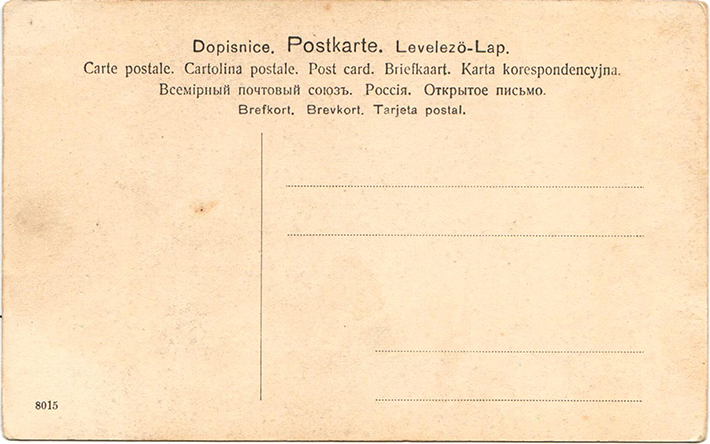 Dopisnice. Postkarte. Levelező-Lap.
Carte postale. Cartolina postale. Post card. Briefkaart. Karta korespondencyjna.
Всемірный почтовый союзъ. Россія. Открытое письмо.
Brefkort. Brevkort. Tarjeta postal.
8015